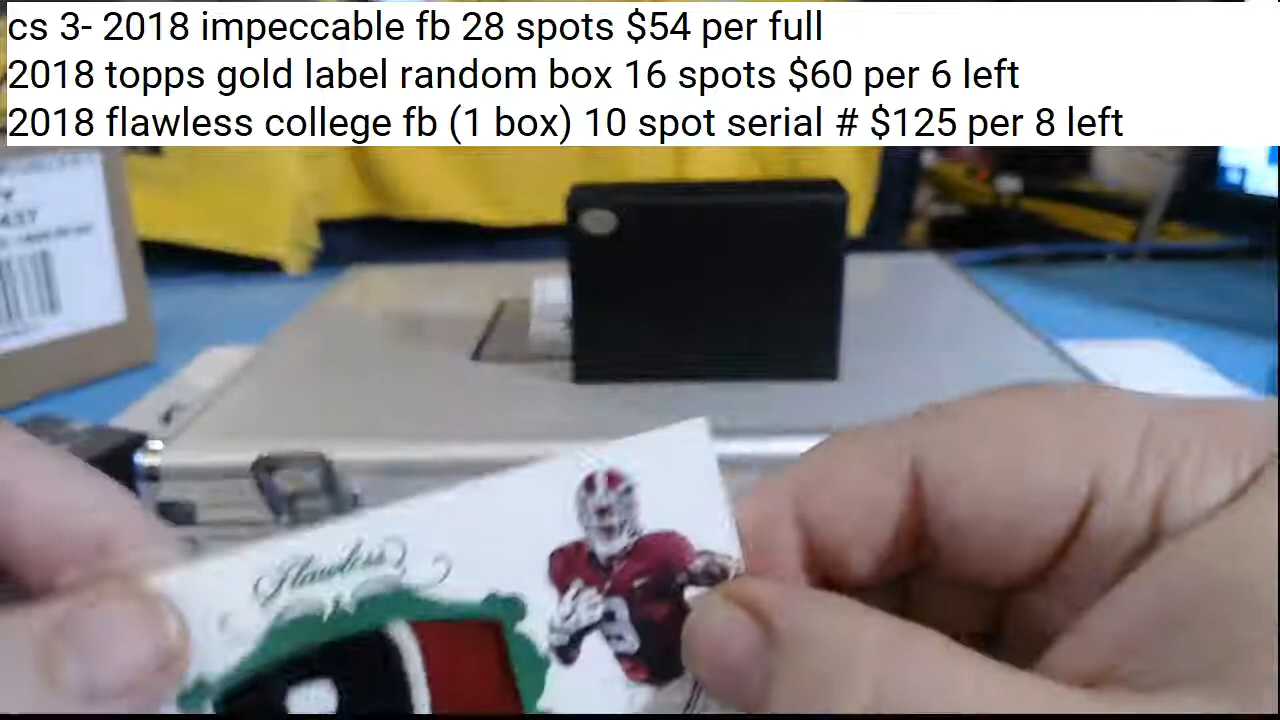 cs 3- 2018 impeccable fb 28 spots $54 per full
2018 topps gold label random box 16 spots $60 per 6 left
2018 flawless college fb (1 box) 10 spot serial # $125 per 8 left
Flawless
9